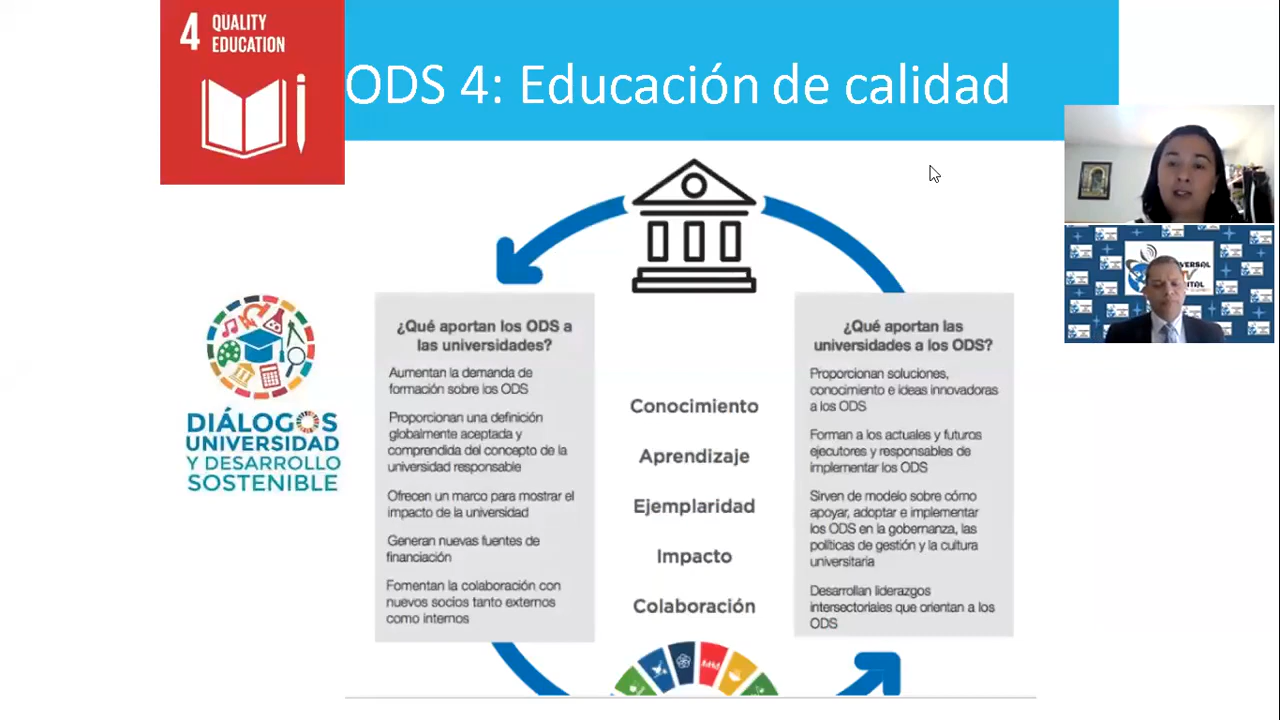 4 QUALITY
EDUCATION
ODS 4: Educación de calidad
DIÁLOGOS
UNIVERSIDAD
Y DESARROLLO
SOSTENIBLE
¿Qué aportan los ODS a
las universidades?
Aumentan la demanda de
formación sobre los ODS
Proporcionan una definición
globalmente aceptada y
comprendida del concepto de la
universidad responsable
Ofrecen un marco para mostrar el
impacto de la universidad
Generan nuevas fuentes de
financiación
Fomentan la colaboración con
nuevos socios tanto externos
como internos
Conocimiento
Aprendizaje
Ejemplaridad
Impacto
Colaboración
¿Qué aportan las
universidades a los ODS?
Proporcionan soluciones,
conocimiento e ideas innovadoras
a los ODS
Forman a los actuales y futuros
ejecutores y responsables de
implementar los ODS
Sirven de modelo sobre cómo
apoyar, adoptar e implementar
los ODS en la gobernanza, las
políticas de gestión y la cultura
universitaria
Desarrollan liderazgos
intersectoriales que orientan a los
ODS